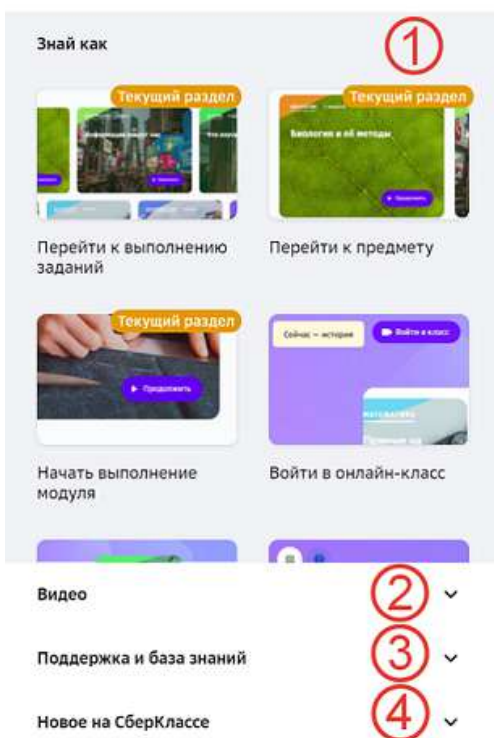 Знай как
1
Текущий раздел
Текущий раздел
Биология и её методы
Перейти к выполнению
заданий
Перейти к предмету
Текущий раздел
Продолжить
Сейчас — история
Войти в класс
МАТЕМАТИКА
Начать выполнение
модуля
Войти в онлайн-класс
Видео
2
Поддержка и база знаний
3
Новое на СберКлассе
4